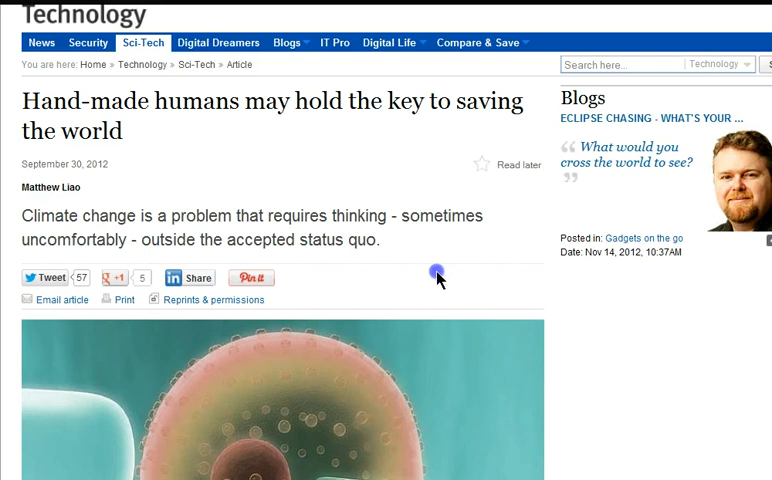 Technology
News Security Sci-Tech Digital Dreamers Blogs IT Pro Digital Life Compare & Save
You are here: Home » Technology » Sci-Tech » Article
Search here... Technology
Hand-made humans may hold the key to saving
the world
September 30, 2012
Read later
Matthew Liao
Climate change is a problem that requires thinking - sometimes
uncomfortably - outside the accepted status quo.
Tweet 57 +1 5 in Share Pin it
Email article Print Reprints & permissions
Blogs
ECLIPSE CHASING - WHAT'S YOUR ...
“ What would you
cross the world to see?
”
Posted in: Gadgets on the go
Date: Nov 14, 2012, 10:37AM